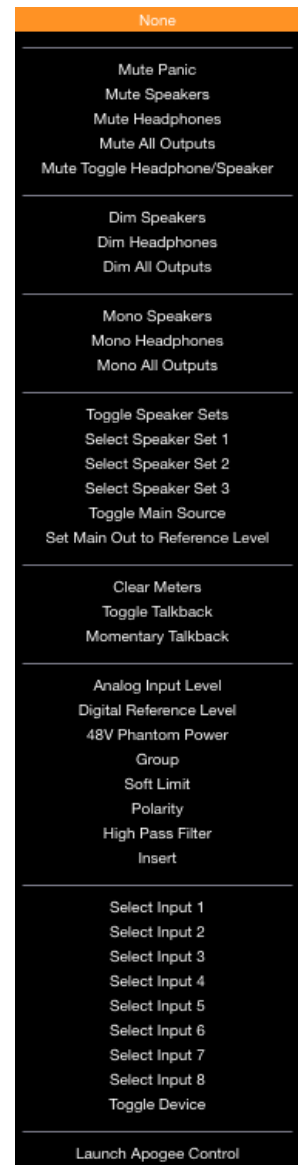 None
Mute Panic
Mute Speakers
Mute Headphones
Mute All Outputs
Mute Toggle Headphone/Speaker
Dim Speakers
Dim Headphones
Dim All Outputs
Mono Speakers
Mono Headphones
Mono All Outputs
Toggle Speaker Sets
Select Speaker Set 1
Select Speaker Set 2
Select Speaker Set 3
Toggle Main Source
Set Main Out to Reference Level
Clear Meters
Toggle Talkback
Momentary Talkback
Analog Input Level
Digital Reference Level
48V Phantom Power
Group
Soft Limit
Polarity
High Pass Filter
Insert
Select Input 1
Select Input 2
Select Input 3
Select Input 4
Select Input 5
Select Input 6
Select Input 7
Select Input 8
Toggle Device
Launch Apogee Control